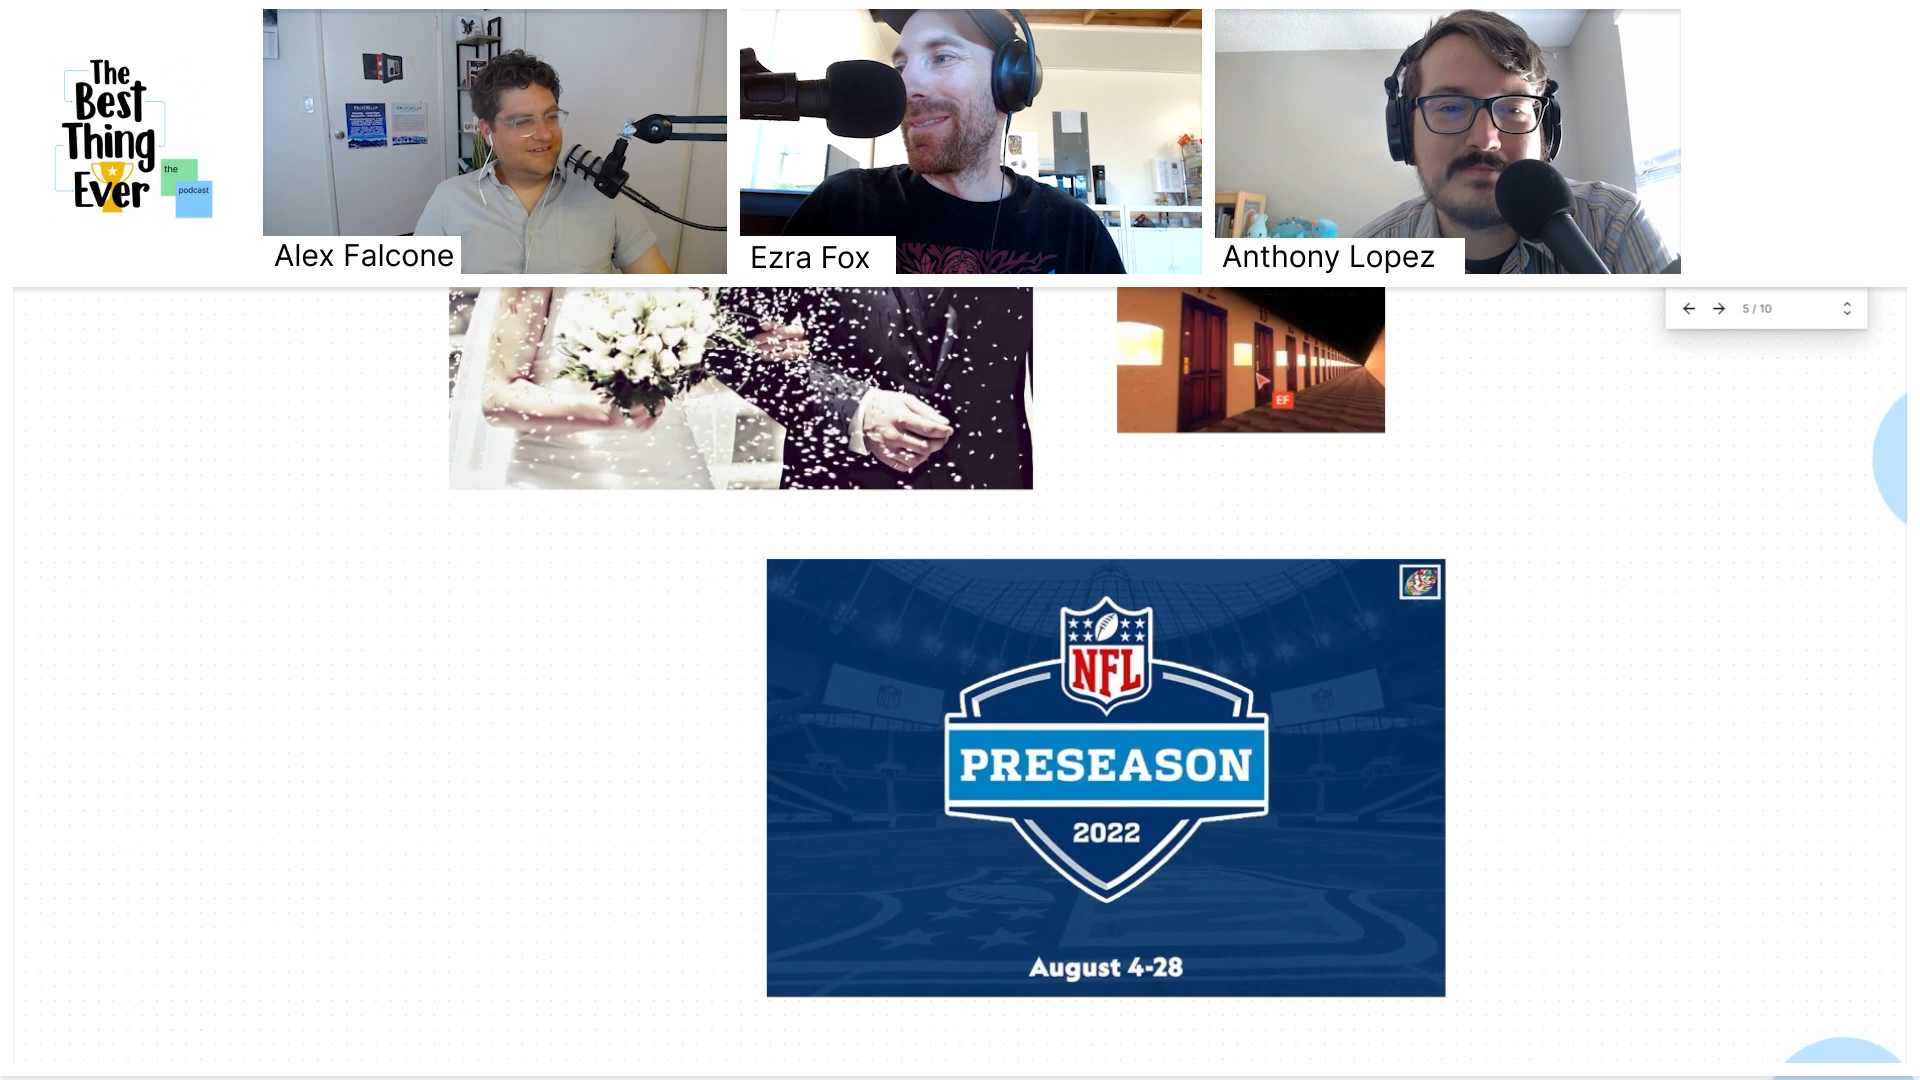 The
Best
Thing
Ever
the
podcast
Alex Falcone
Ezra Fox
Anthony Lopez
5 / 10
EF
NFL
PRESEASON
2022
August 4-28